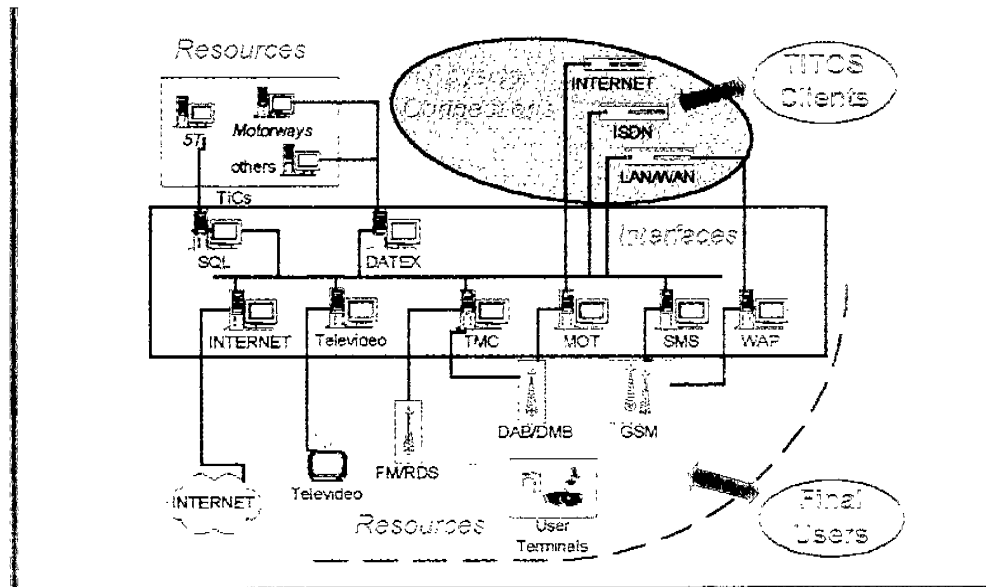 Resources
TITOS
Clients
INTERNET
Connections
5T
Motorways
ISDN
others
LAN/WAN
TiCs
Interfaces
SQL
DATEX
INTERNET
Televideo
TMC
MOT
SMS
WAP
DAB/DMB
GSM
FM/RDS
INTERNET
Televideo
Resources
User
Terminals
Final
Users